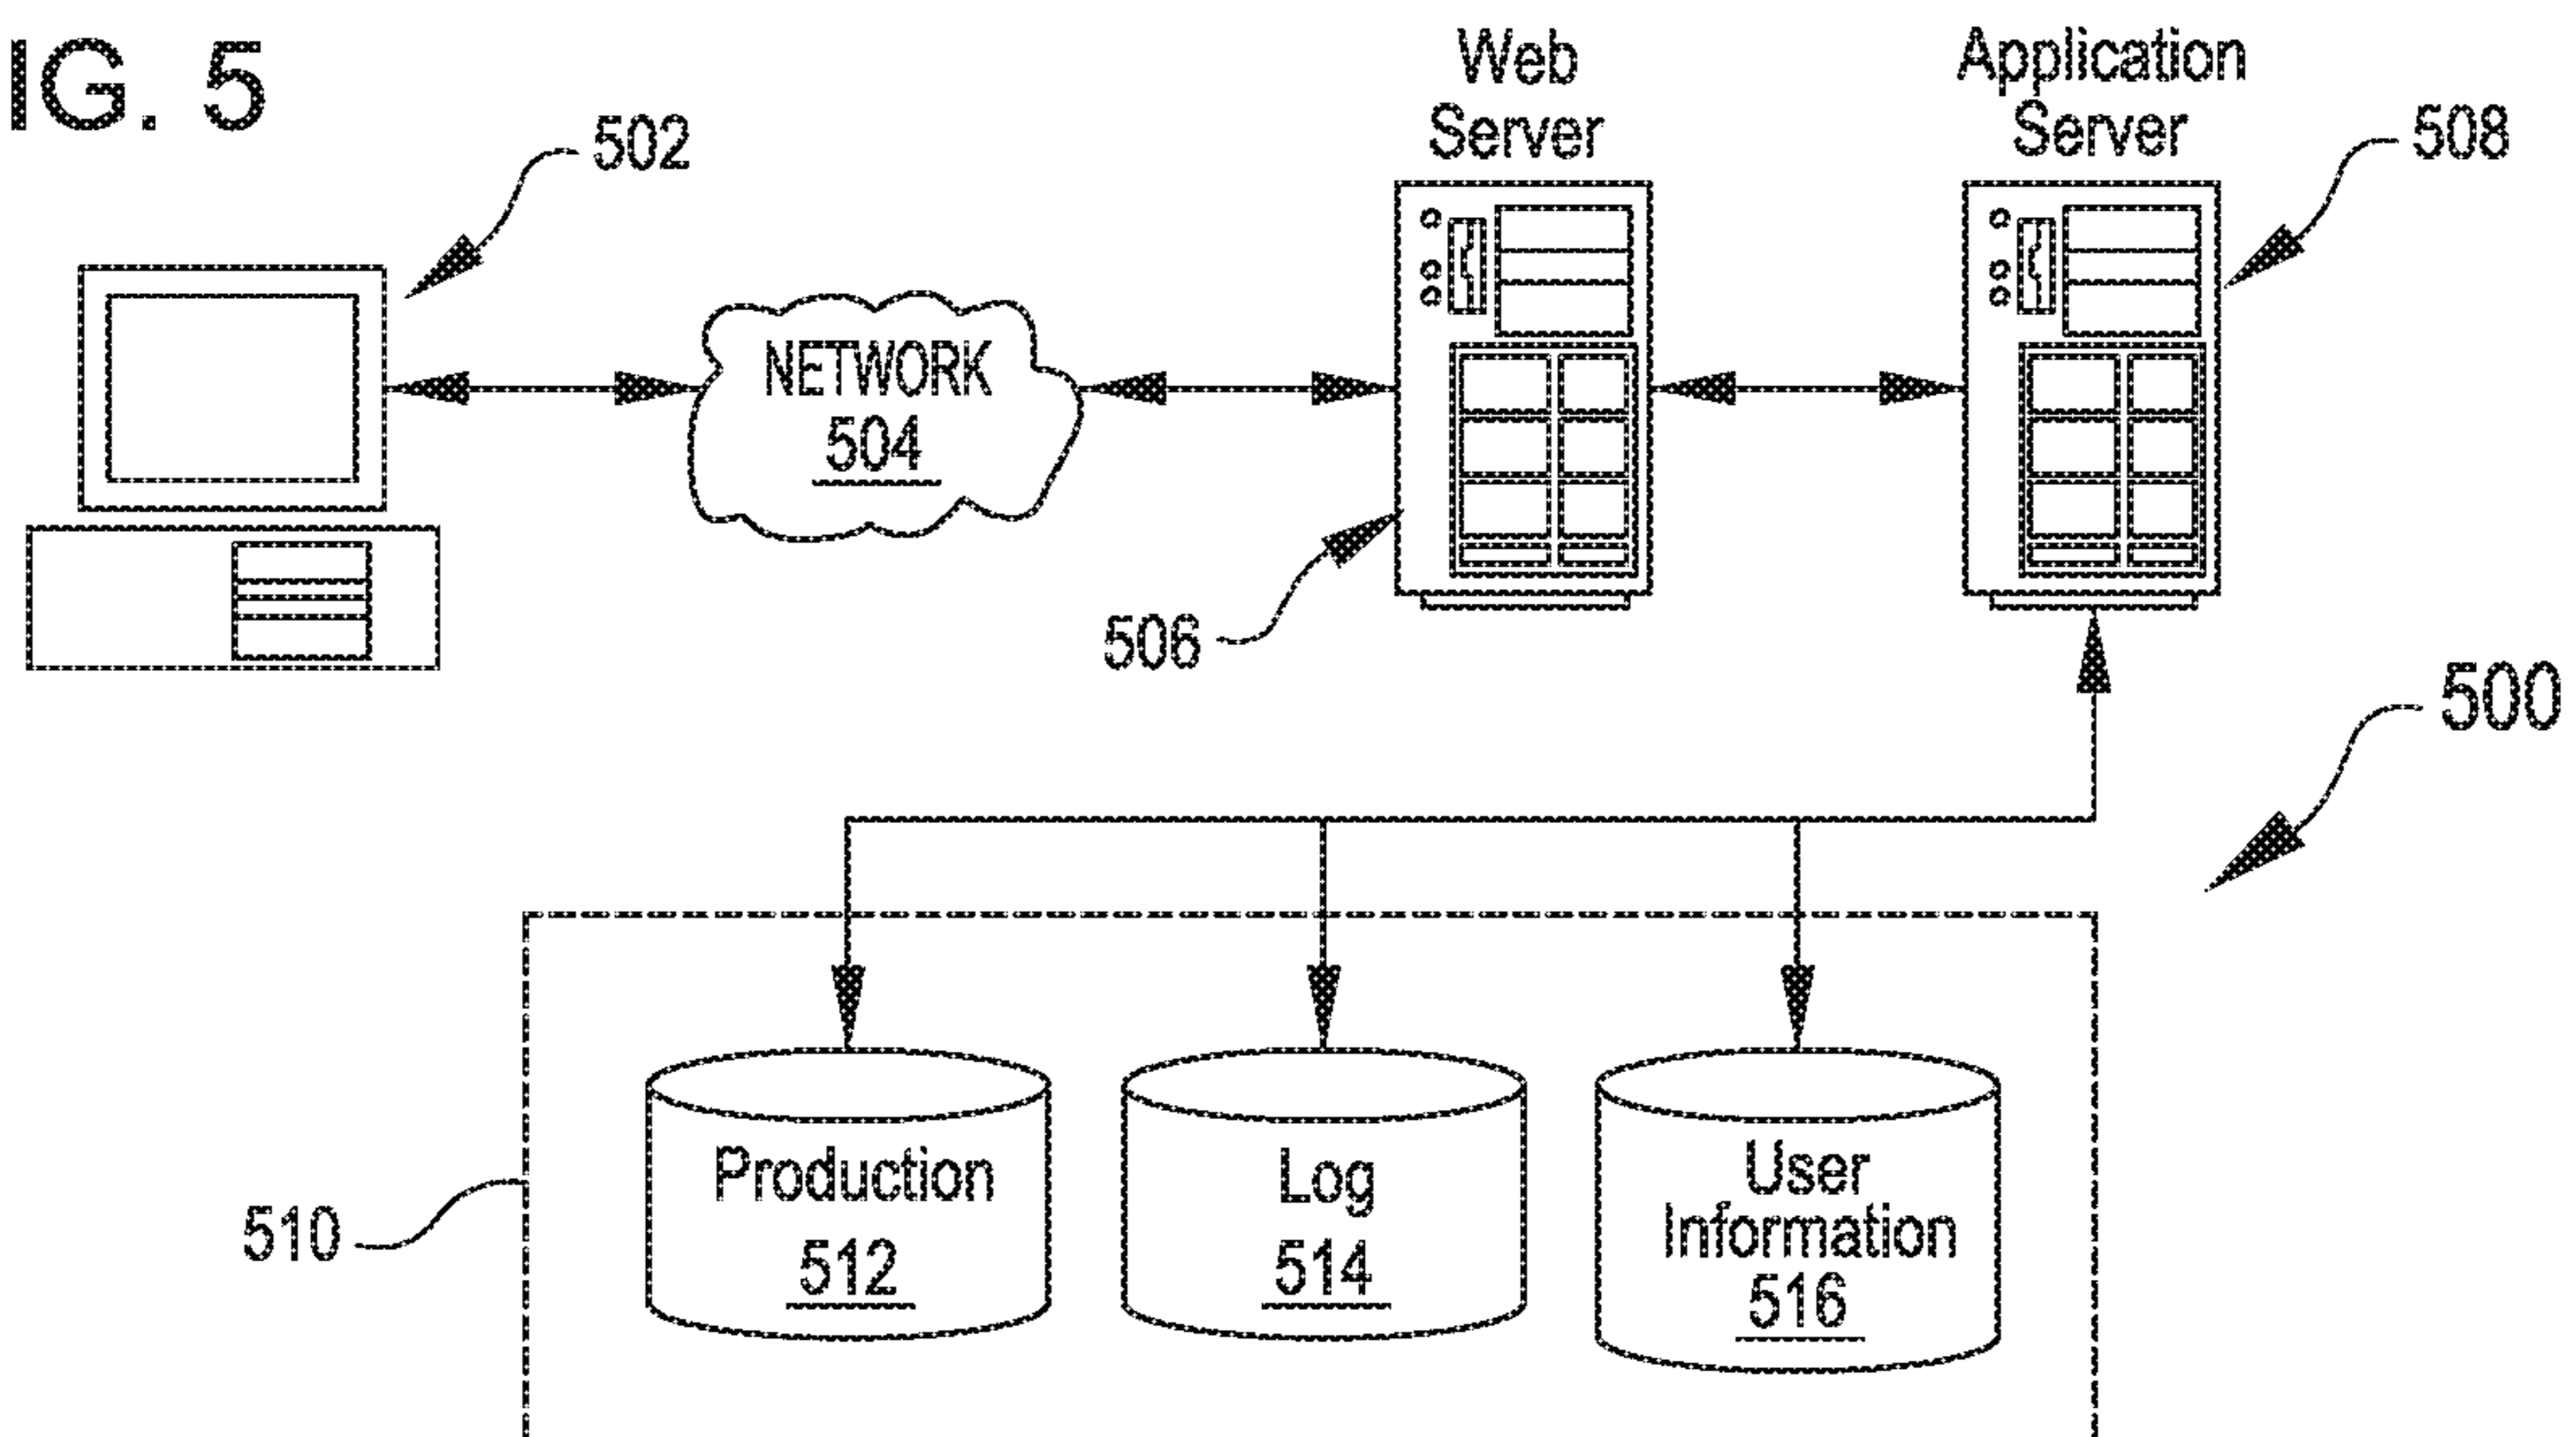 IG. 5
502
Web
Server
Application
Server
508
NETWORK
504
506
500
510
Production
512
Log
514
User
Information
516